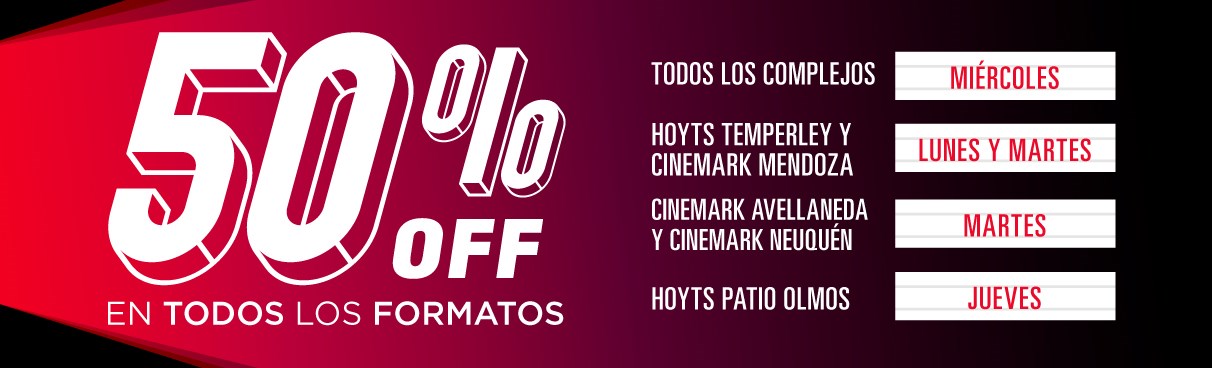 50% OFF
EN TODOS LOS FORMATOS
TODOS LOS COMPLEJOS
MIÉRCOLES
HOYTS TEMPERLEY Y
CINEMARK MENDOZA
LUNES Y MARTES
CINEMARK AVELLANEDA
Y CINEMARK NEUQUÉN
MARTES
HOYTS PATIO OLMOS
JUEVES